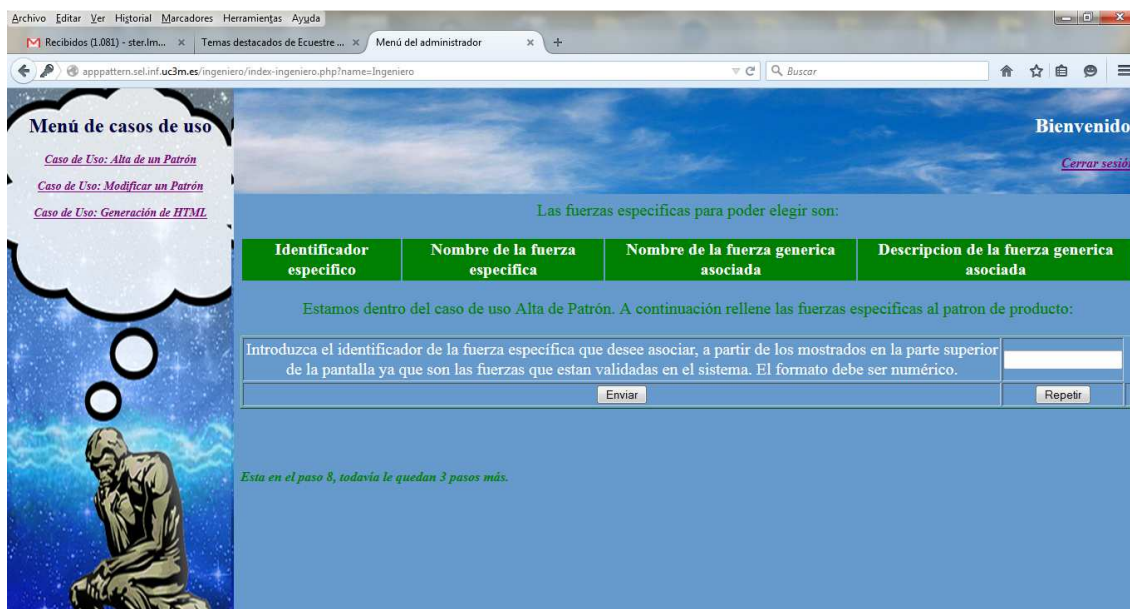 Archivo Editar Ver Historial Marcadores Herramientas Ayuda
Recibidos (1.081) - ster.lm... × Temas destacados de Ecuestre ... × Menú del administrador × +
apppattern.sel.inf.uc3m.es/ingeniero/index-ingeniero.php?name=Ingeniero
Buscar
Menú de casos de uso
Caso de Uso: Alta de un Patrón
Caso de Uso: Modificar un Patrón
Caso de Uso: Generación de HTML
Bienvenido
Cerrar sesión
Las fuerzas especificas para poder elegir son:
Identificador especifico
Nombre de la fuerza especifica
Nombre de la fuerza generica asociada
Descripcion de la fuerza generica asociada
Estamos dentro del caso de uso Alta de Patrón. A continuación rellene las fuerzas especificas al patron de producto:
Introduzca el identificador de la fuerza específica que desee asociar, a partir de los mostrados en la parte superior
de la pantalla ya que son las fuerzas que estan validadas en el sistema. El formato debe ser numérico.
Enviar
Repetir
Esta en el paso 8, todavía le quedan 3 pasos más.